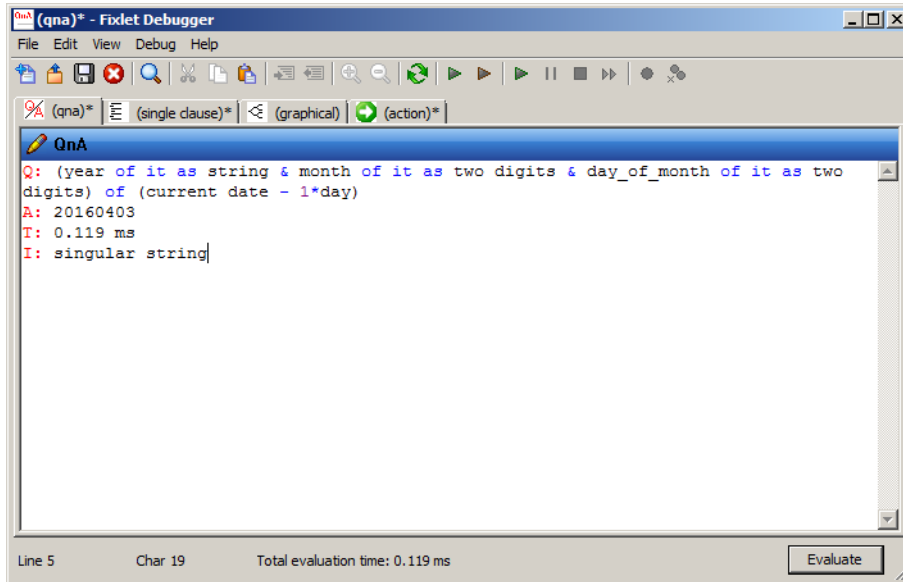 (qna)* - Fixlet Debugger
File Edit View Debug Help
(qna)* (single clause)* (graphical) (action)*
QnA
Q: (year of it as string & month of it as two digits & day_of_month of it as two
digits) of (current date - 1*day)
A: 20160403
T: 0.119 ms
I: singular string
Line 5 Char 19 Total evaluation time: 0.119 ms Evaluate